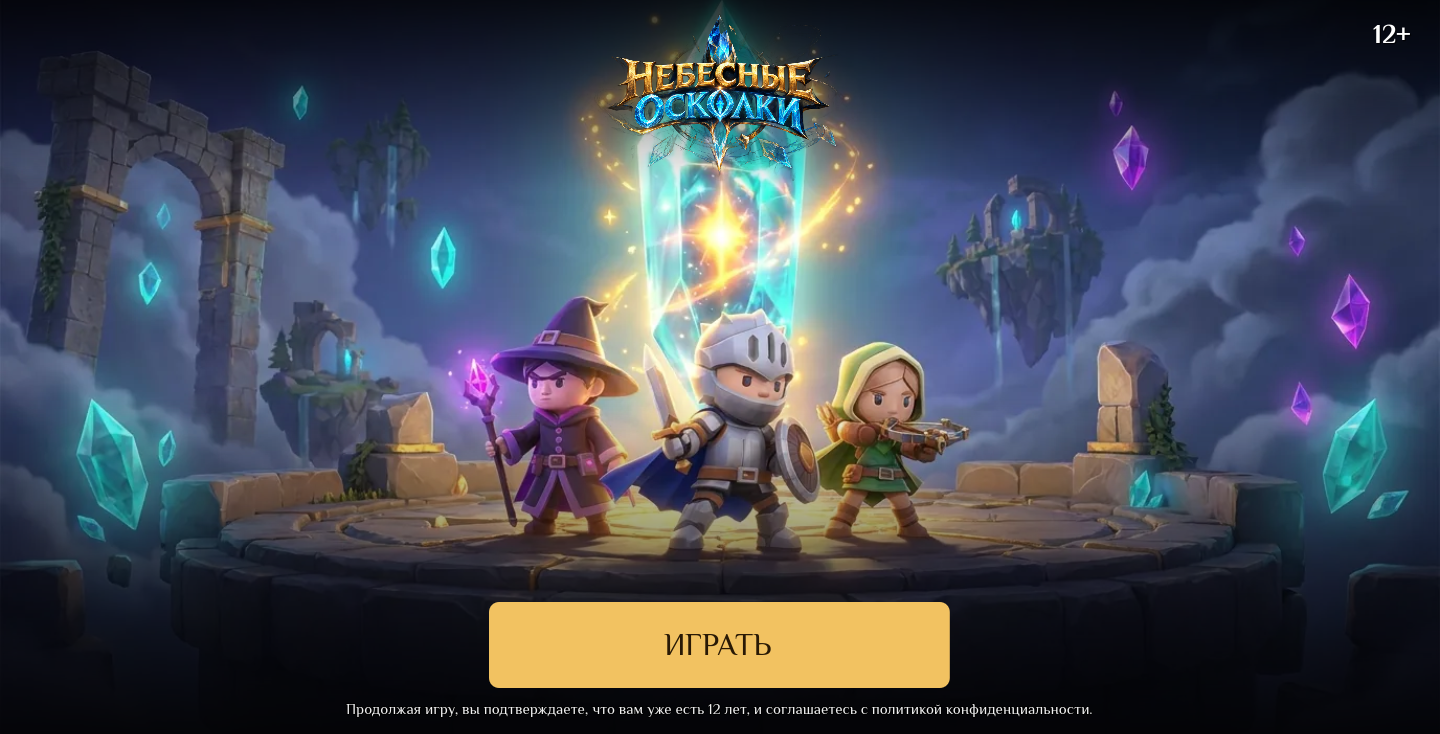 12+
НЕБЕСНЫЕ
ОСКОЛКИ
ИГРАТЬ
Продолжая игру, вы подтверждаете, что вам уже есть 12 лет, и соглашаетесь с политикой конфиденциальности.